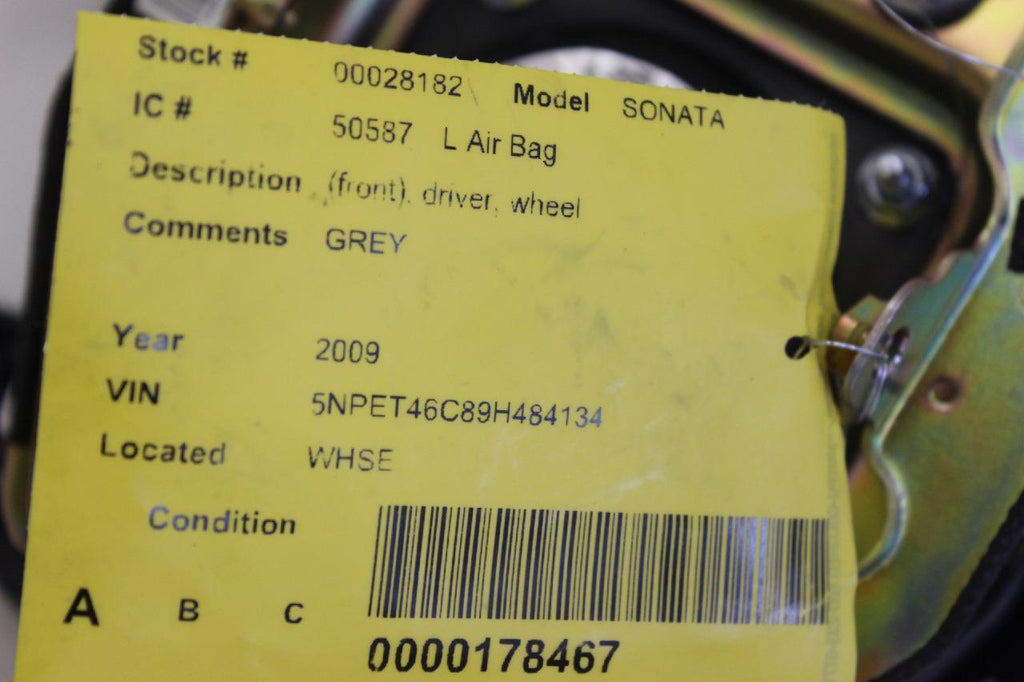 Stock # 00028182 Model SONATA
IC # 50587 L Air Bag
Description (front), driver, wheel
Comments GREY
Year 2009
VIN 5NPET46C89H484134
Located WHSE
Condition
A B C
0000178467